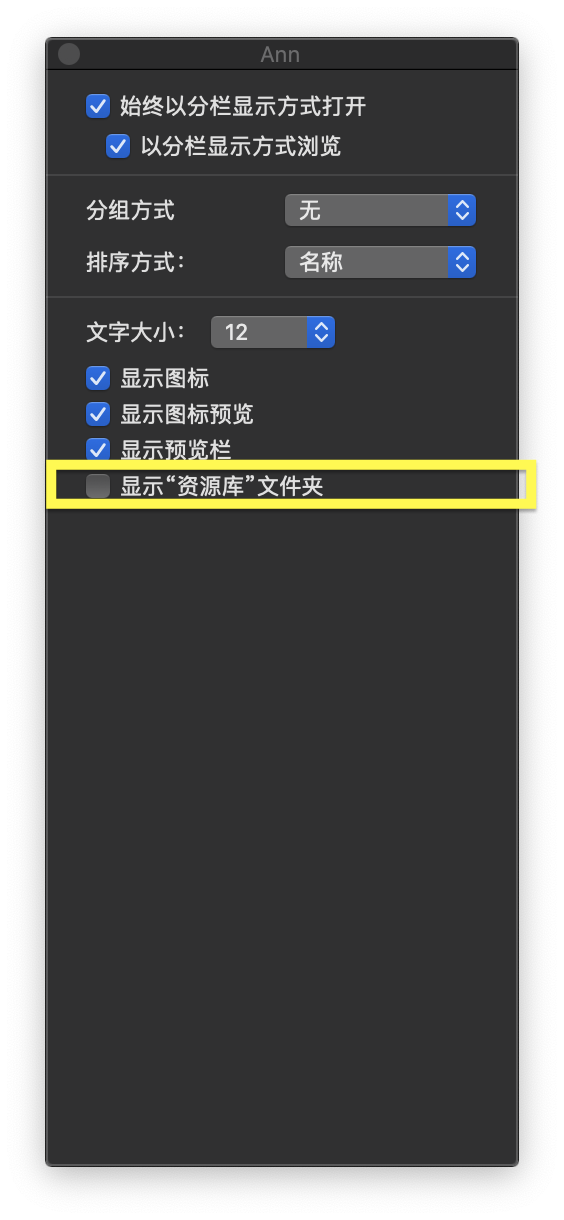 Ann
始终以分栏显示方式打开
以分栏显示方式浏览
分组方式 无
排序方式： 名称
文字大小： 12
显示图标
显示图标预览
显示预览栏
显示“资源库”文件夹